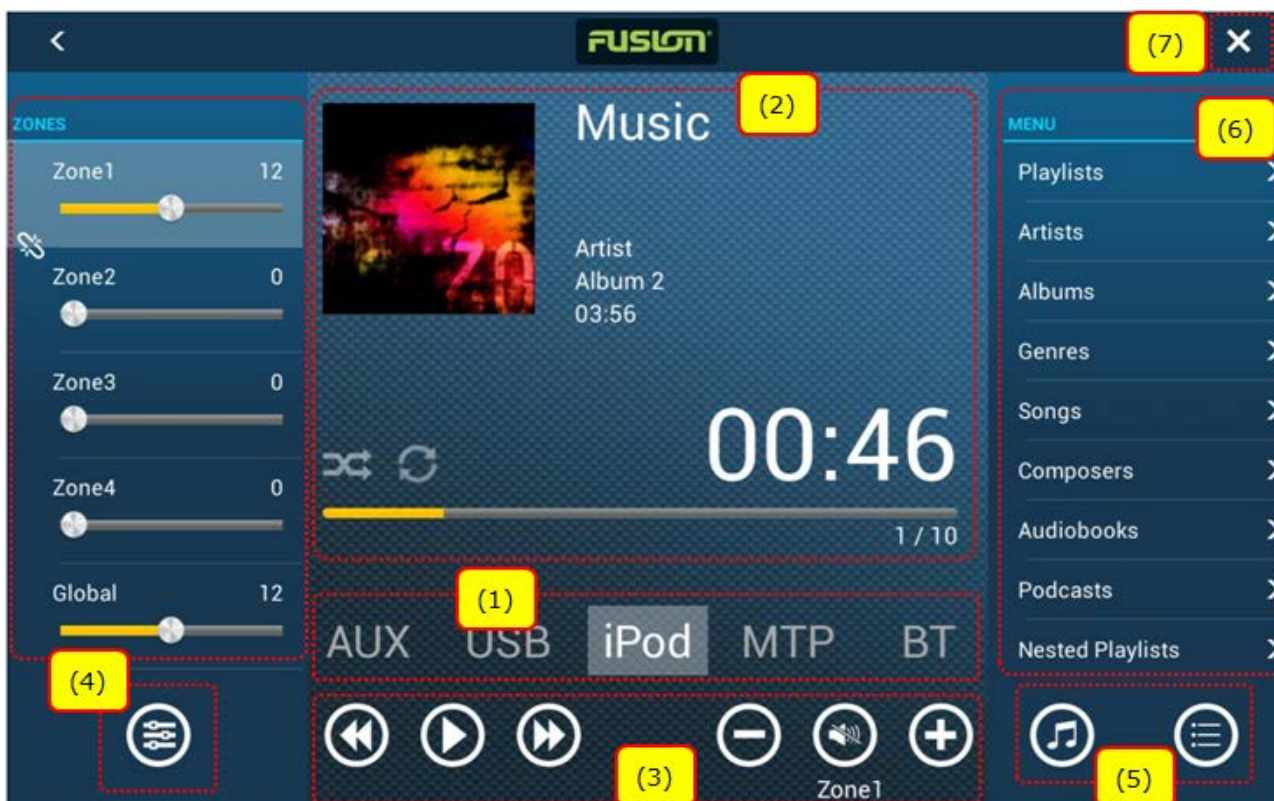 FUSION
(7)
ZONES
Zone1 12
Zone2 0
Zone3 0
Zone4 0
Global 12
(4)
(2)
Music
70
Artist
Album 2
03:56
00:46
1 / 10
(1)
AUX USB iPod MTP BT
(3)
Zone1
MENU
(6)
Playlists
Artists
Albums
Genres
Songs
Composers
Audiobooks
Podcasts
Nested Playlists
(5)